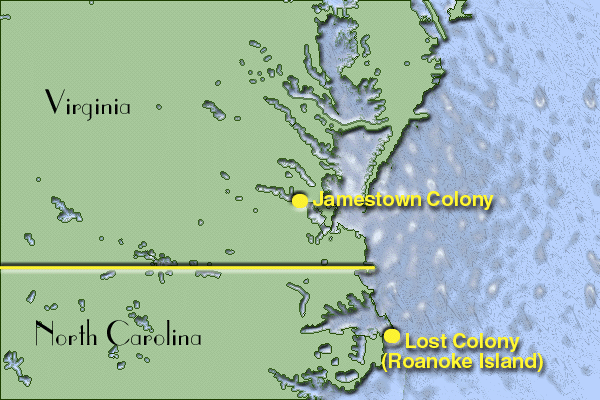 Virginia
Jamestown Colony
North Carolina
Lost Colony
(Roanoke Island)